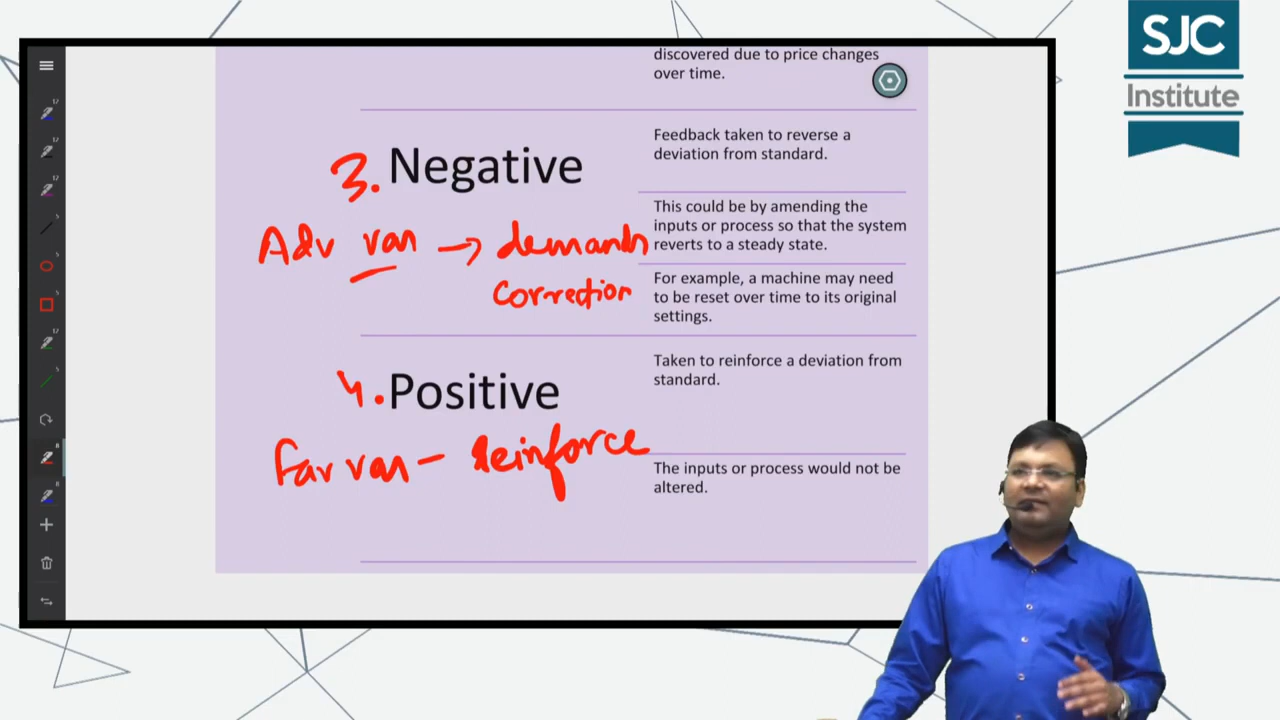 SJC
Institute
discovered due to price changes
over time.
3. Negative
Feedback taken to reverse a
deviation from standard.
This could be by amending the
inputs or process so that the system
reverts to a steady state.
Adv van → demands
correction
For example, a machine may need
to be reset over time to its original
settings.
4. Positive
Taken to reinforce a deviation from
standard.
Fav van - Reinforce
The inputs or process would not be
altered.